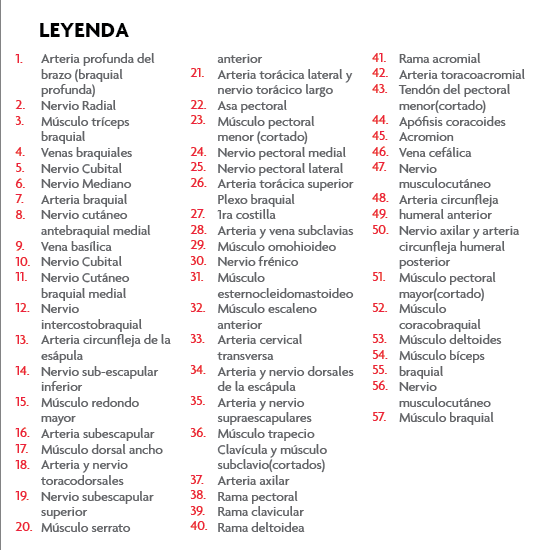 LEYENDA
1. Arteria profunda del
brazo (braquial
profunda)
2. Nervio Radial
3. Músculo tríceps
braquial
4. Venas braquiales
5. Nervio Cubital
6. Nervio Mediano
7. Arteria braquial
8. Nervio cutáneo
antebraquial medial
9. Vena basílica
10. Nervio Cubital
11. Nervio Cutáneo
braquial medial
12. Nervio
intercostobraquial
13. Arteria circunfleja de la
esápula
14. Nervio sub-escapular
inferior
15. Músculo redondo
mayor
16. Arteria subescapular
17. Músculo dorsal ancho
18. Arteria y nervio
toracodorsales
19. Nervio subescapular
superior
20. Músculo serrato
anterior
21. Arteria torácica lateral y
nervio torácico largo
22. Asa pectoral
23. Músculo pectoral
menor (cortado)
24. Nervio pectoral medial
25. Nervio pectoral lateral
26. Arteria torácica superior
Plexo braquial
27. 1ra costilla
28. Arteria y vena subclavias
29. Músculo omohioideo
30. Nervio frénico
31. Músculo
esternocleidomastoideo
32. Músculo escaleno
anterior
33. Arteria cervical
transversa
34. Arteria y nervio dorsales
de la escápula
35. Arteria y nervio
supraescapulares
36. Músculo trapecio
Clavícula y músculo
subclavio(cortados)
37. Arteria axilar
38. Rama pectoral
39. Rama clavicular
40. Rama deltoidea
41. Rama acromial
42. Arteria toracoacromial
43. Tendón del pectoral
menor(cortado)
44. Apófisis coracoides
45. Acromion
46. Vena cefálica
47. Nervio
musculocutáneo
48. Arteria circunfleja
49. humeral anterior
50. Nervio axilar y arteria
circunfleja humeral
posterior
51. Músculo pectoral
mayor(cortado)
52. Músculo
coracobraquial
53. Músculo deltoides
54. Músculo bíceps
55. braquial
56. Nervio
musculocutáneo
57. Músculo braquial